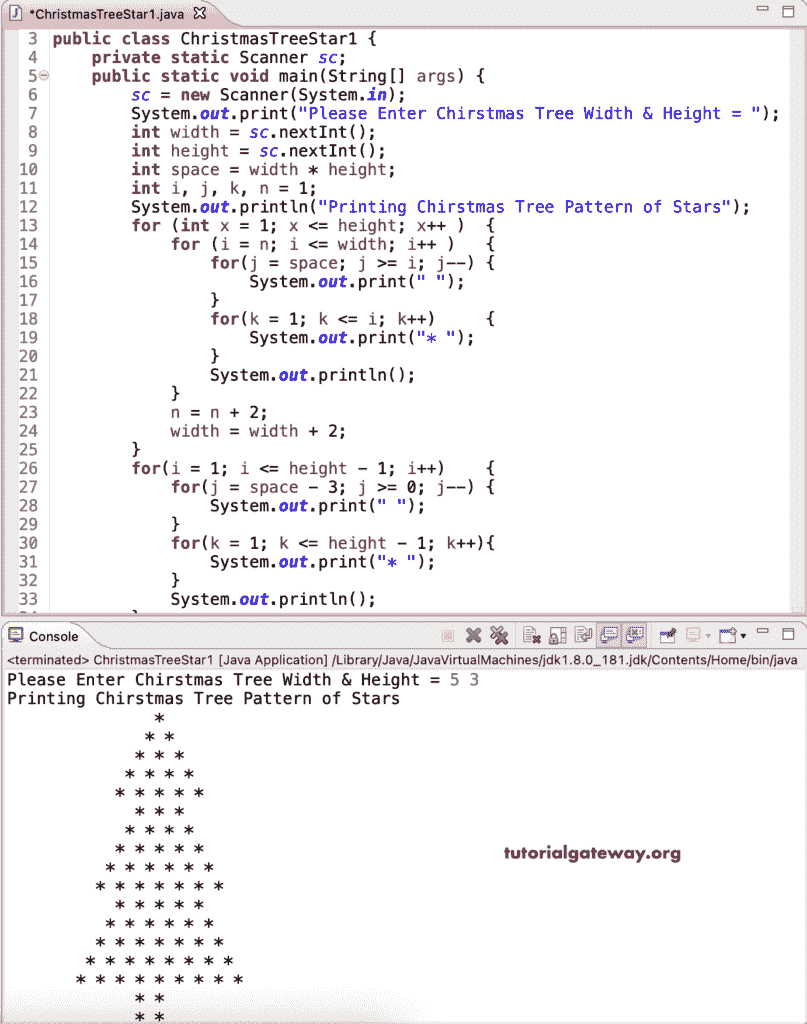 *ChristmasTreeStar1.java
3 public class ChristmasTreeStar1 {
4     private static Scanner sc;
5     public static void main(String[] args) {
6         sc = new Scanner(System.in);
7         System.out.print("Please Enter Chirstmas Tree Width & Height = ");
8         int width = sc.nextInt();
9         int height = sc.nextInt();
10         int space = width * height;
11         int i, j, k, n = 1;
12         System.out.println("Printing Chirstmas Tree Pattern of Stars");
13         for (int x = 1; x <= height; x++ )  {
14             for (i = n; i <= width; i++ )   {
15                 for(j = space; j >= i; j--) {
16                     System.out.print(" ");
17                 }
18                 for(k = 1; k <= i; k++)     {
19                     System.out.print("* ");
20                 }
21                 System.out.println();
22             }
23             n = n + 2;
24             width = width + 2;
25         }
26         for(i = 1; i <= height - 1; i++)    {
27             for(j = space - 3; j >= 0; j--) {
28                 System.out.print(" ");
29             }
30             for(k = 1; k <= height - 1; k++){
31                 System.out.print("* ");
32             }
33             System.out.println();
Console
<terminated> ChristmasTreeStar1 [Java Application] /Library/Java/JavaVirtualMachines/jdk1.8.0_181.jdk/Contents/Home/bin/java
Please Enter Chirstmas Tree Width & Height = 5 3
Printing Chirstmas Tree Pattern of Stars
               *
              * *
             * * *
            * * * *
           * * * * *
             * * *
            * * * *
           * * * * *
          * * * * * *
         * * * * * * *
           * * * * *
          * * * * * *
         * * * * * * *
        * * * * * * * *
       * * * * * * * * *
             * *
             * *
tutorialgateway.org